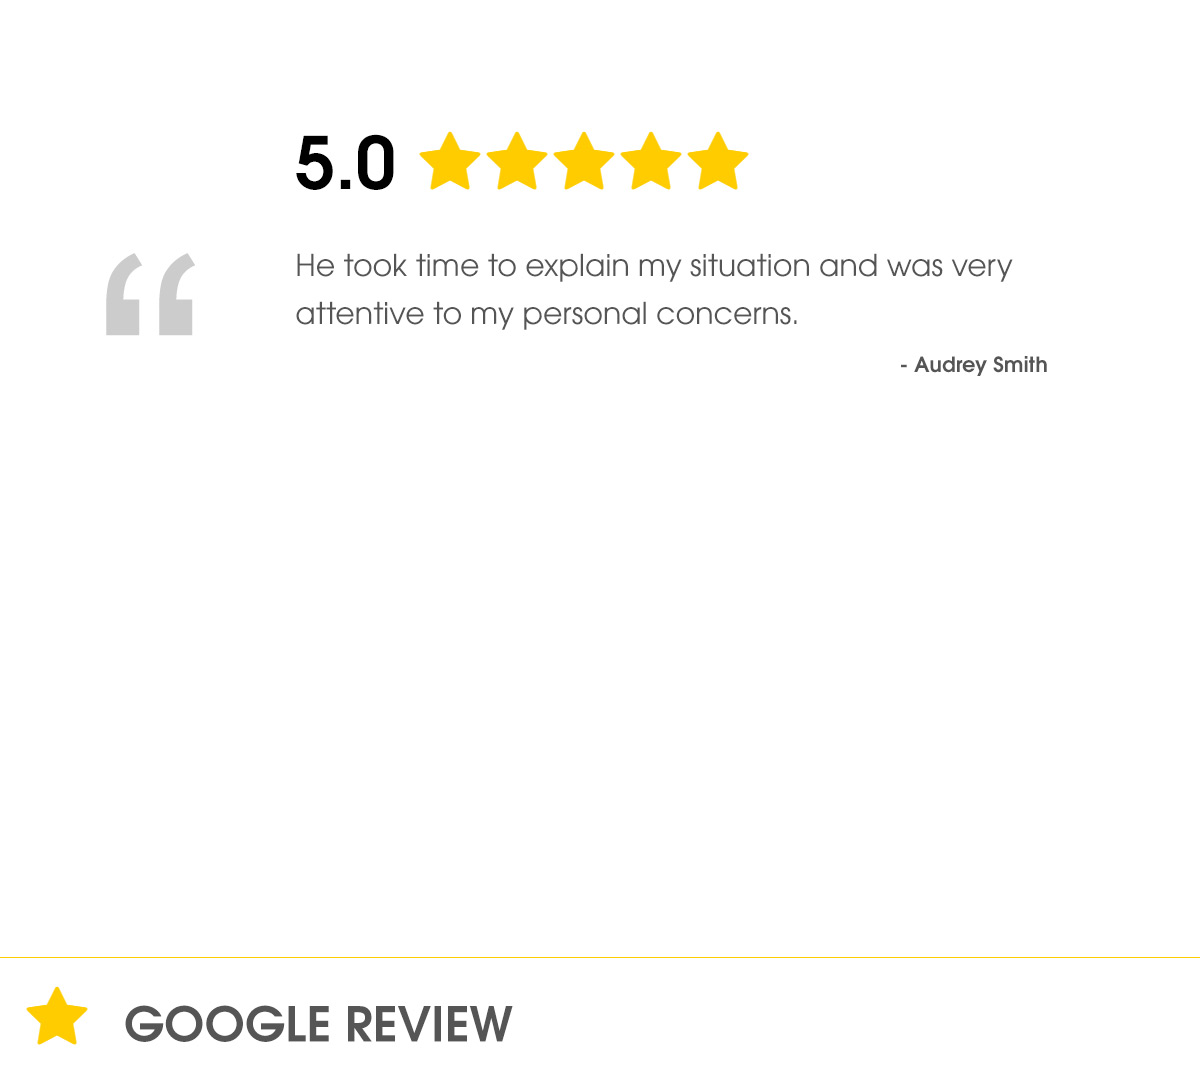 5.0
He took time to explain my situation and was very
attentive to my personal concerns.
- Audrey Smith
GOOGLE REVIEW